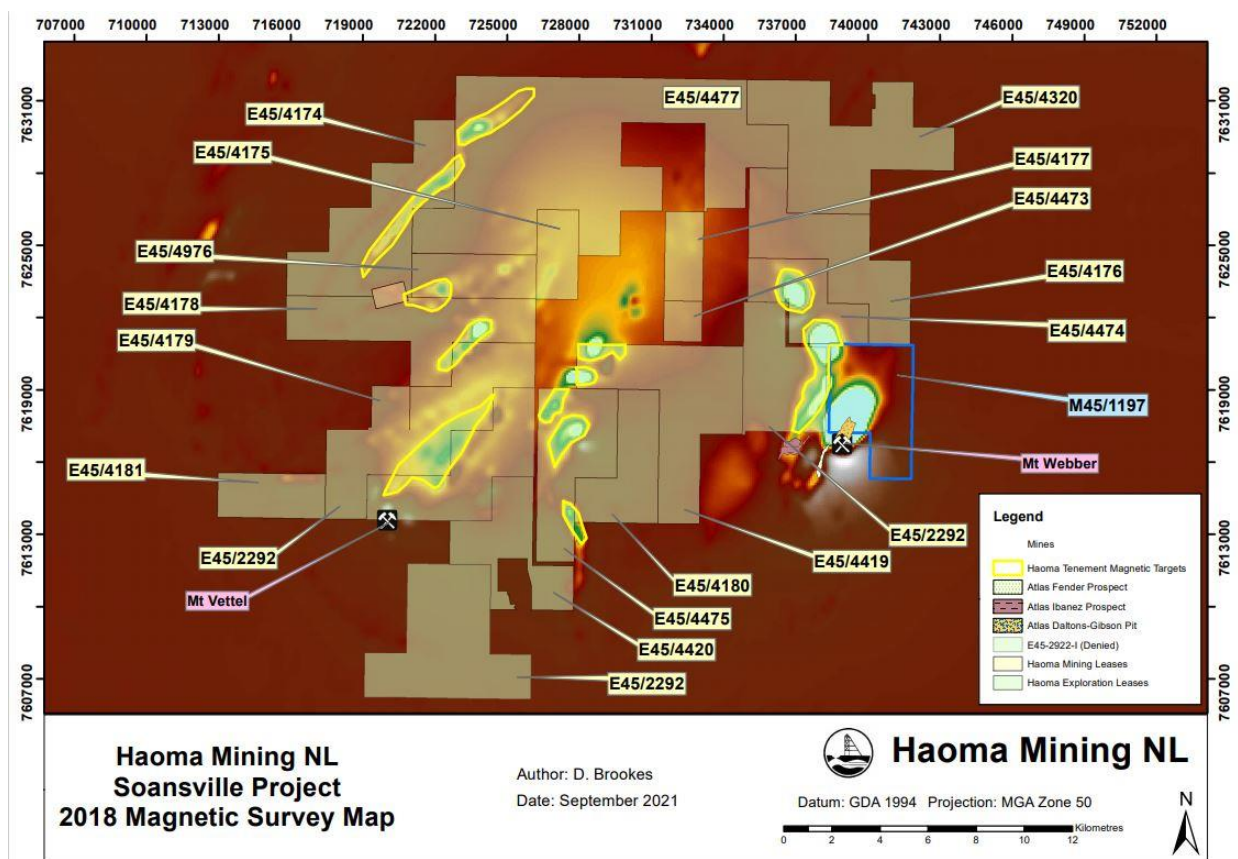 7107000 710000 713000 716000 719000 722000 725000 728000 731000 734000 737000 740000 743000 746000 749000 752000
7631000
7625000
7619000
7613000
7607000
7631000
7625000
7619000
7613000
7607000
E45/4477
E45/4320
E45/4174
E45/4175
E45/4177
E45/4473
E45/4976
E45/4176
E45/4178
E45/4474
E45/4179
M45/1197
E45/4181
Mt Webber
E45/2292
E45/2292
E45/4419
Mt Vettel
E45/4180
E45/4475
E45/4420
E45/2292
Legend
Mines
Haoma Tenement Magnetic Targets
Atlas Fender Prospect
Atlas Ibanez Prospect
Atlas Daltons-Gibson Pit
E45-2922-I (Denied)
Haoma Mining Leases
Haoma Exploration Leases
Haoma Mining NL
Soansville Project
2018 Magnetic Survey Map
Author: D. Brookes
Date: September 2021
Haoma Mining NL
Datum: GDA 1994 Projection: MGA Zone 50
Kilometres
0 2 4 6 8 10 12
N